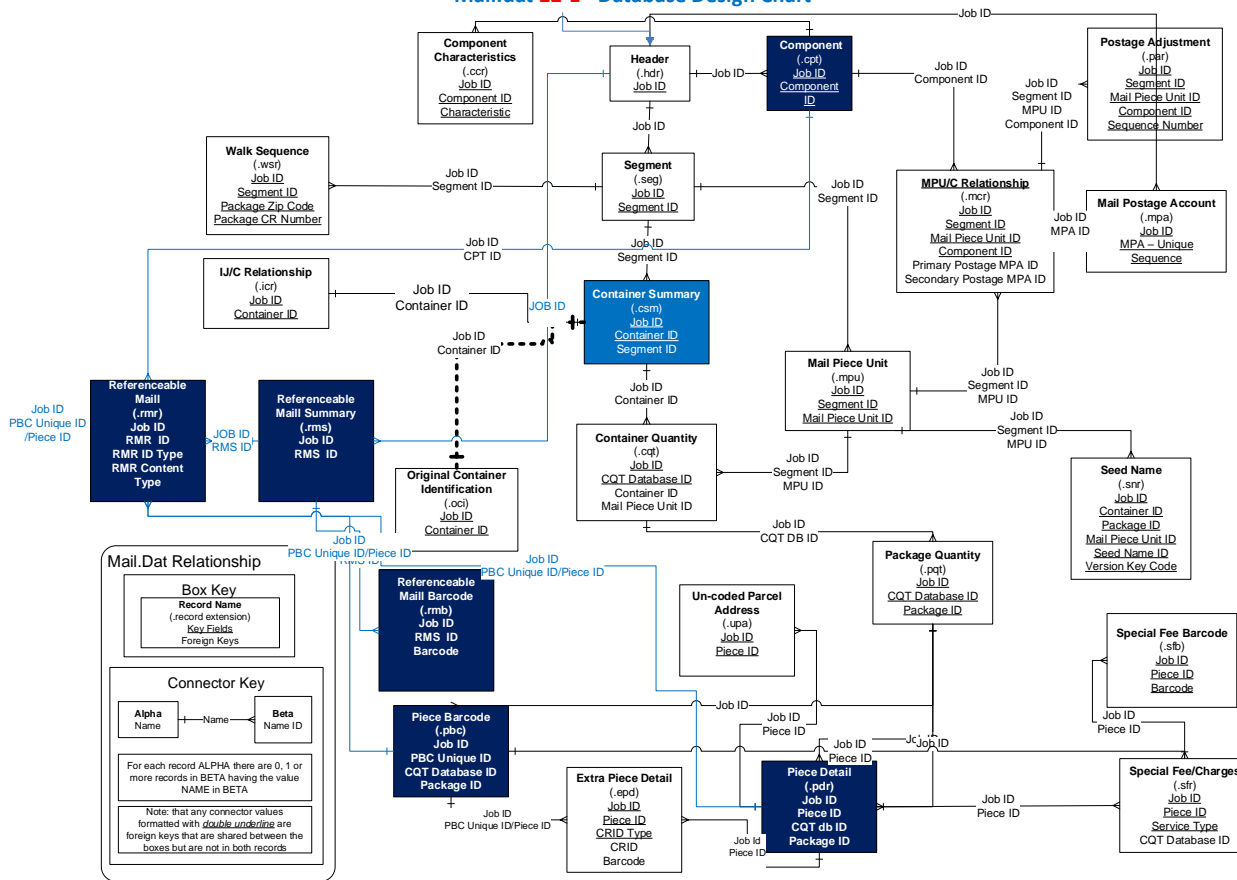 Maildat 22-1 Database Design Chart
Job ID
Component
Characteristics
(.ccr)
Job ID
Component ID
Characteristic
Header
(.hdr)
Job ID
Job ID
Component
(.cpt)
Job ID
Component
ID
Job ID
Component ID
Job ID
Segment ID
MPU ID
Component ID
Postage Adjustment
(.par)
Job ID
Segment ID
Mail Piece Unit ID
Component ID
Sequence Number
Job ID
Walk Sequence
(.wsr)
Job ID
Segment ID
Package Zip Code
Package CR Number
Job ID
Segment ID
Segment
(.seg)
Job ID
Segment ID
Job ID
Segment ID
MPU/C Relationship
(.mcr)
Job ID
Segment ID
Mail Piece Unit ID
Component ID
Primary Postage MPA ID
Secondary Postage MPA ID
Job ID
MPA ID
Mail Postage Account
(.mpa)
Job ID
MPA – Unique
Sequence
Job ID
CPT ID
Job ID
Segment ID
IJ/C Relationship
(.icr)
Job ID
Container ID
Job ID
Container ID
JOB ID
Container Summary
(.csm)
Job ID
Container ID
Segment ID
Job ID
Container ID
Mail Piece Unit
(.mpu)
Job ID
Segment ID
Mail Piece Unit ID
Job ID
Segment ID
MPU ID
Job ID
PBC Unique ID
/Piece ID
Referenceable
Maill
(.rmr)
Job ID
RMR ID
RMR ID Type
RMR Content
Type
JOB ID
RMS ID
Referenceable
Maill Summary
(.rms)
Job ID
RMS ID
Job ID
Container ID
Container Quantity
(.cqt)
Job ID
CQT Database ID
Container ID
Mail Piece Unit ID
Job ID
Segment ID
MPU ID
Job ID
Segment ID
MPU ID
Seed Name
(.snr)
Job ID
Container ID
Package ID
Mail Piece Unit ID
Seed Name ID
Version Key Code
Original Container
Identification
(.oci)
Job ID
Container ID
Job ID
CQT DB ID
Job ID
PBC Unique ID/Piece ID
RMS ID
Job ID
PBC Unique ID/Piece ID
Package Quantity
(.pqt)
Job ID
CQT Database ID
Package ID
Mail.Dat Relationship
Box Key
Record Name
(.record extension)
Key Fields
Foreign Keys
Connector Key
Alpha
Name
Name
Beta
Name ID
For each record ALPHA there are 0, 1 or
more records in BETA having the value
NAME in BETA
Note: that any connector values
formatted with double underline are
foreign keys that are shared between the
boxes but are not in both records
Referenceable
Maill Barcode
(.rmb)
Job ID
RMS ID
Barcode
Un-coded Parcel
Address
(.upa)
Job ID
Piece ID
Special Fee Barcode
(.sfb)
Job ID
Piece ID
Barcode
Piece Barcode
(.pbc)
Job ID
PBC Unique ID
CQT Database ID
Package ID
Job ID
Job ID
Piece ID
Job ID
Job ID
Job ID
Piece ID
Job ID
Piece ID
Job ID
PBC Unique ID/Piece ID
Extra Piece Detail
(.epd)
Job ID
Piece ID
CRID Type
CRID
Barcode
Job Id
Piece ID
Piece Detail
(.pdr)
Job ID
Piece ID
CQT db ID
Package ID
Job ID
Piece ID
Special Fee/Charges
(.sfr)
Job ID
Piece ID
Service Type
CQT Database ID